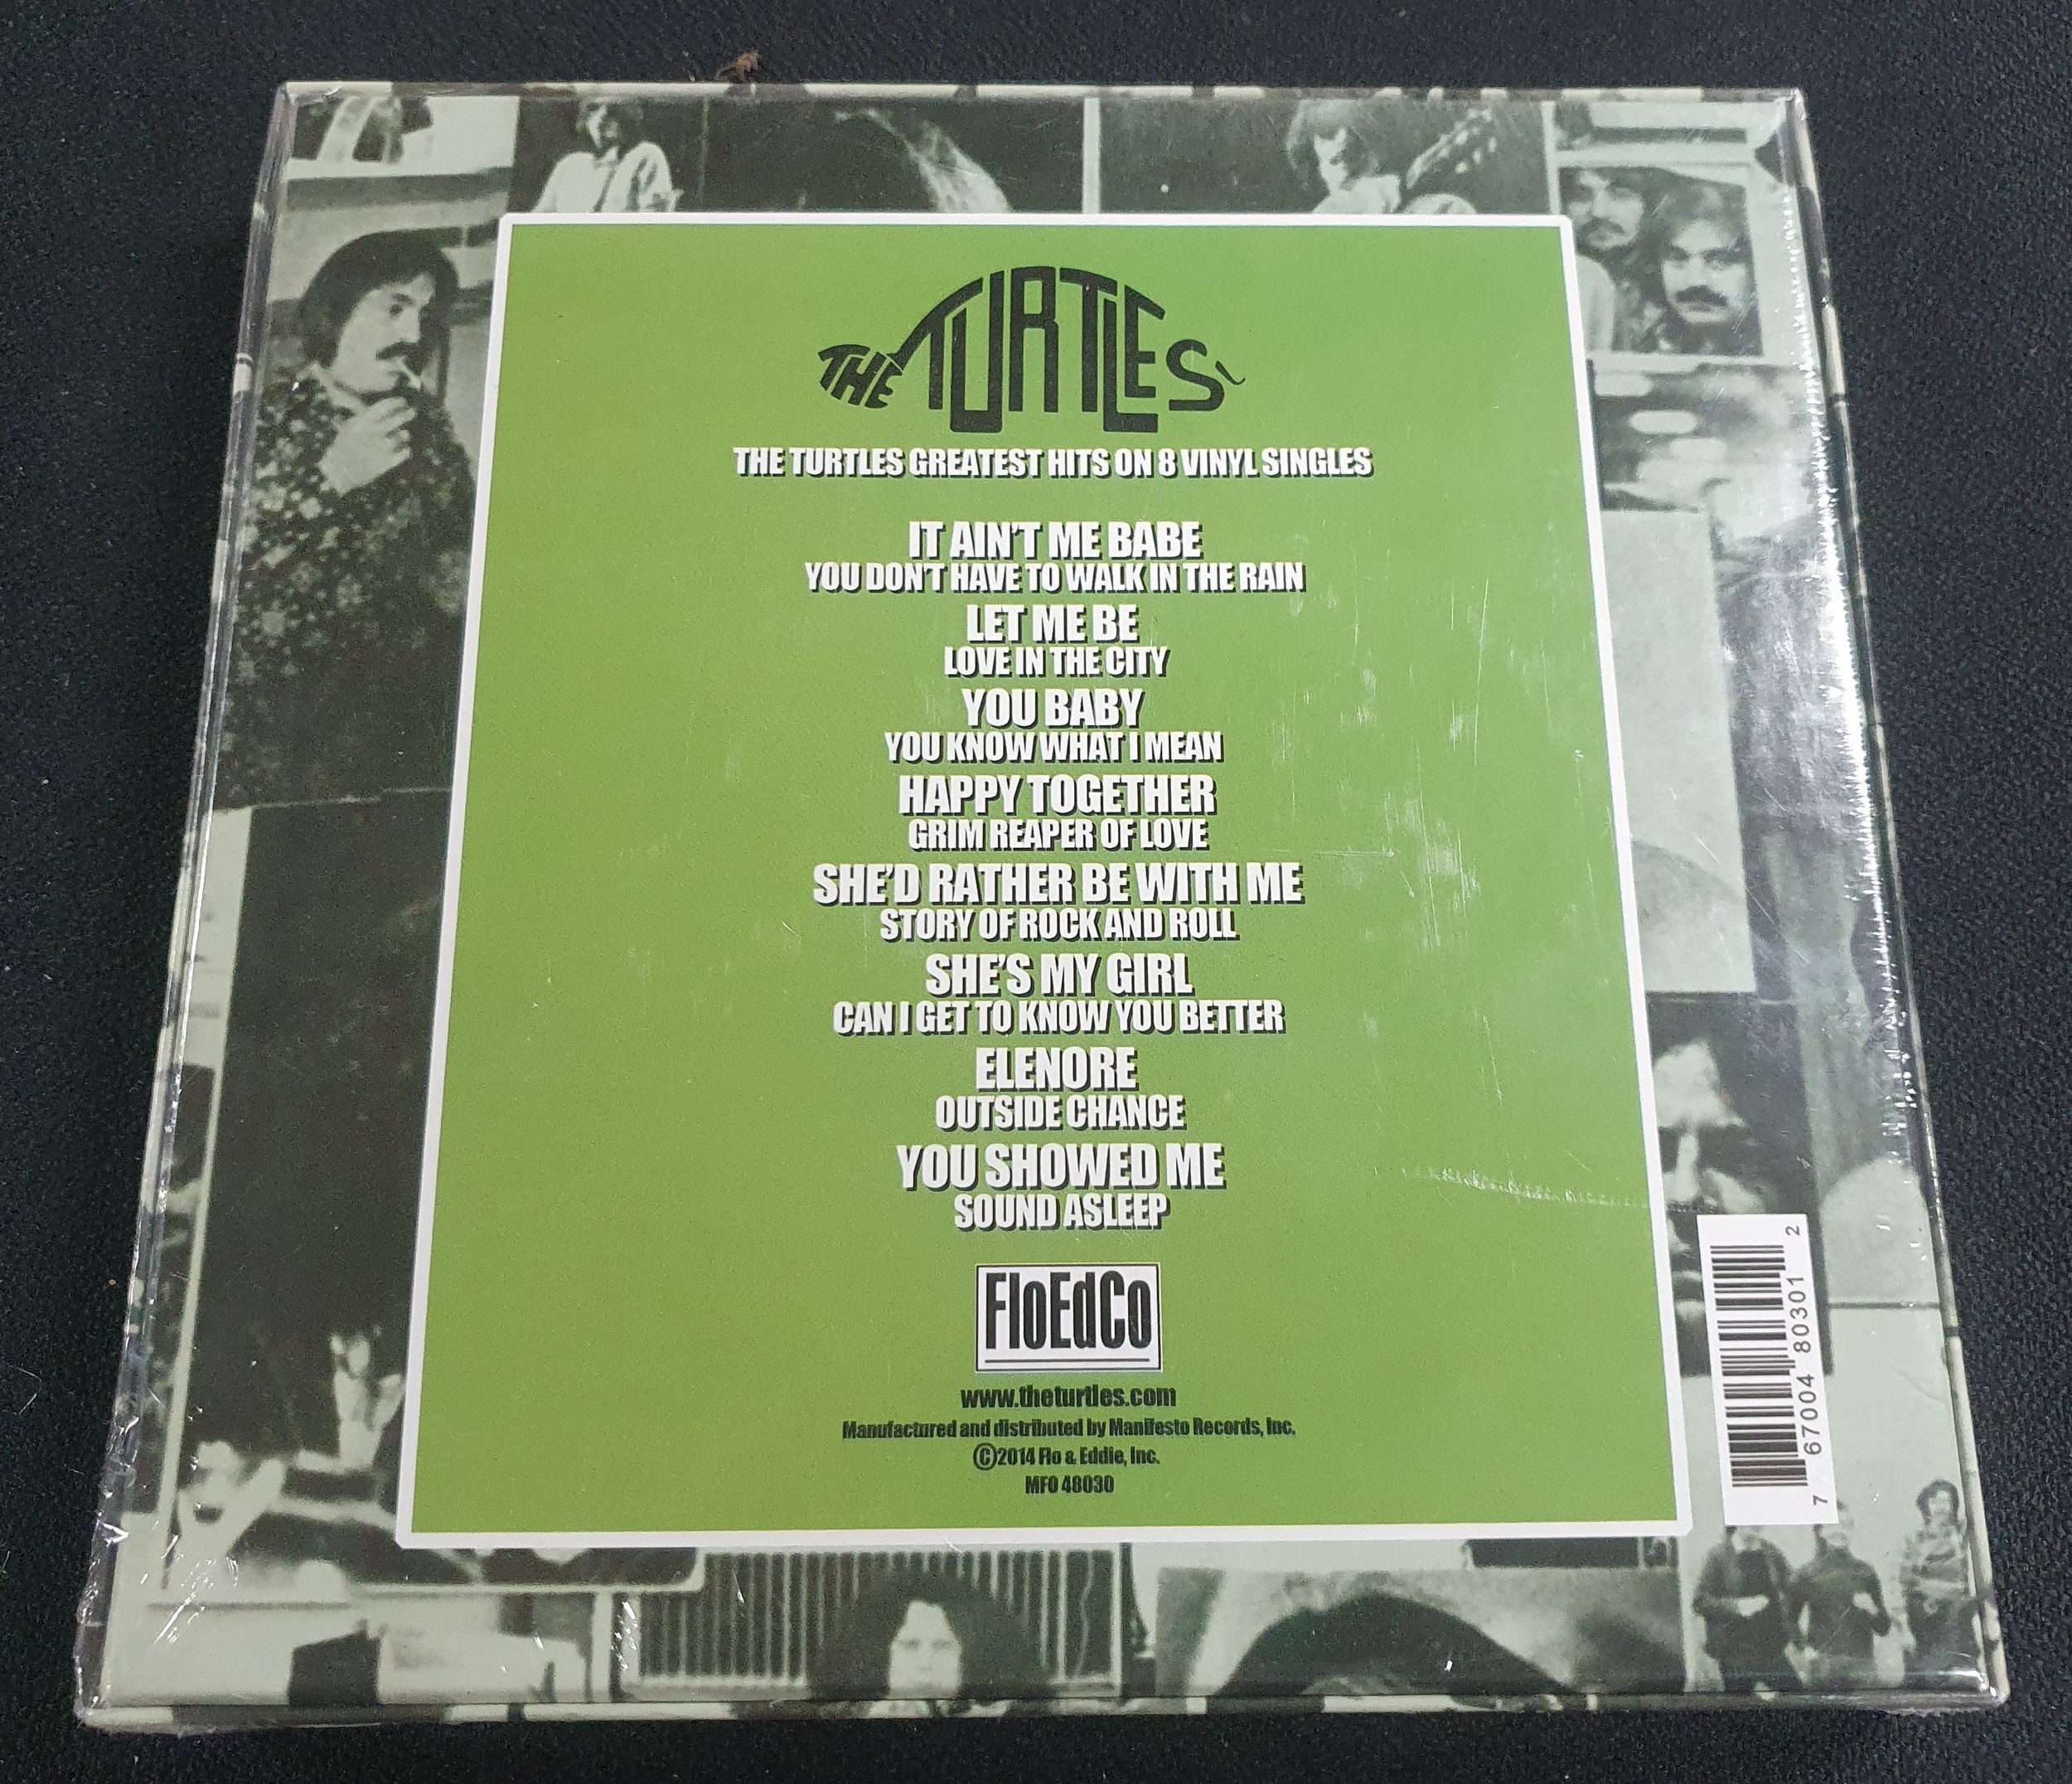 THE TURTLES
THE TURTLES GREATEST HITS ON 8 VINYL SINGLES
IT AIN'T ME BABE
YOU DON'T HAVE TO WALK IN THE RAIN
LET ME BE
LOVE IN THE CITY
YOU BABY
YOU KNOW WHAT I MEAN
HAPPY TOGETHER
GRIM REAPER OF LOVE
SHE'D RATHER BE WITH ME
STORY OF ROCK AND ROLL
SHE'S MY GIRL
CAN I GET TO KNOW YOU BETTER
ELENORE
OUTSIDE CHANCE
YOU SHOWED ME
SOUND ASLEEP
FloEdCo
www.theturtles.com
Manufactured and distributed by Manifesto Records, Inc.
©2014 Flo & Eddie, Inc.
MFO 48030
7 67004 80301 2